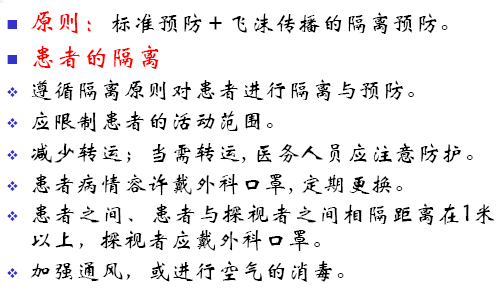 原则：标准预防＋飞沫传播的隔离预防。
患者的隔离
遵循隔离原则对患者进行隔离与预防。
应限制患者的活动范围。
减少转运；当需转运,医务人员应注意防护。
患者病情容许戴外科口罩,定期更换。
患者之间、患者与探视者之间相隔距离在1米
以上，探视者应戴外科口罩。
加强通风，或进行空气的消毒。